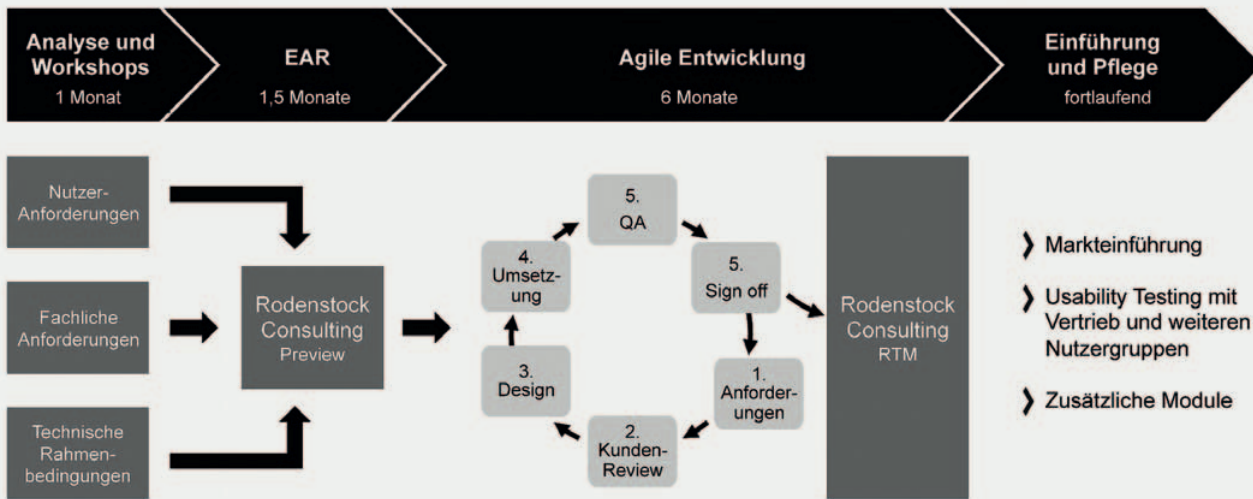 Analyse und
Workshops
1 Monat
EAR
1,5 Monate
Agile Entwicklung
6 Monate
Einführung
und Pflege
fortlaufend
Nutzer-
Anforderungen
Fachliche
Anforderungen
Technische
Rahmen-
bedingungen
Rodenstock
Consulting
Preview
5.
QA
4.
Umsetz-
ung
5.
Sign off
3.
Design
1.
Anforder-
ungen
2.
Kunden-
Review
Rodenstock
Consulting
RTM
Markteinführung
Usability Testing mit
Vertrieb und weiteren
Nutzergruppen
Zusätzliche Module